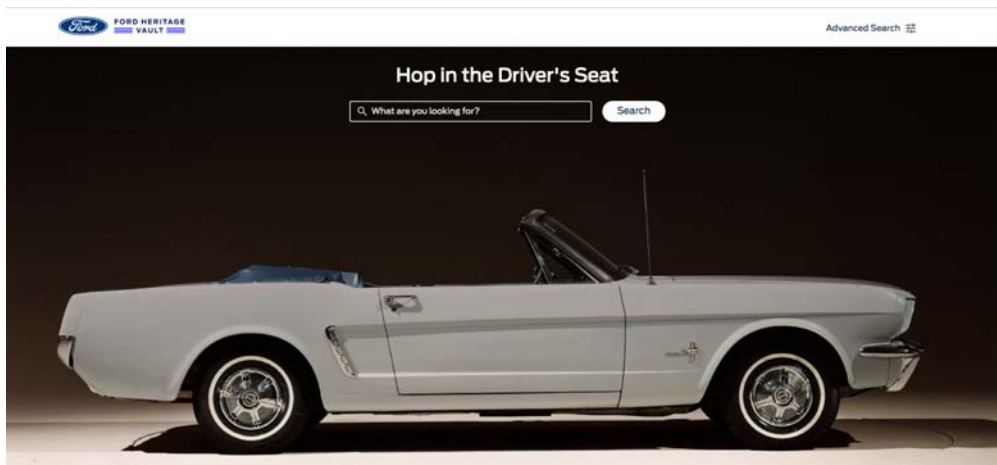 Ford
FORD HERITAGE
VAULT
Advanced Search
Hop in the Driver's Seat
What are you looking for?
Search